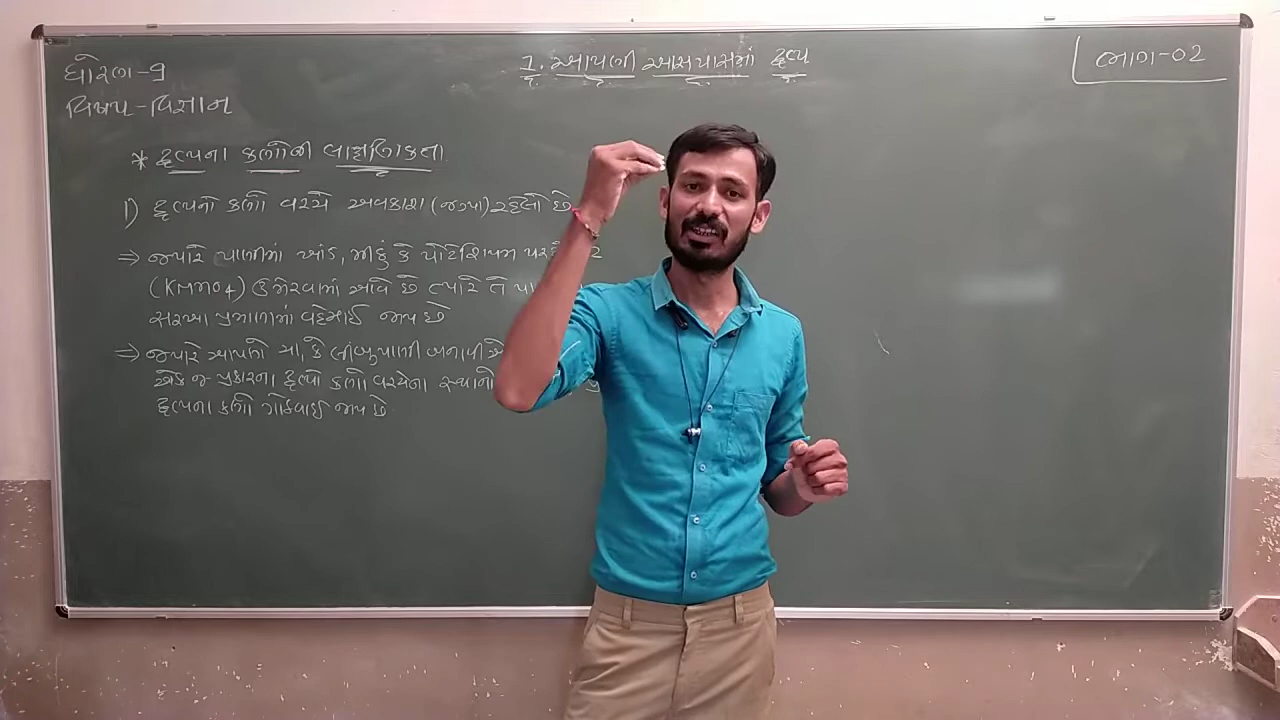 ધોરણ-9
વિષય-વિજ્ઞાન
1. આપણી આસપાસમાં દ્રવ્ય
ભાગ-02
* દ્રવ્યના કણોની લાક્ષણિકતા
1) દ્રવ્યનો કણો વચ્ચે અવકાશ (જગ્યા) રહેલો છે
⇒ જ્યારે પાણીમાં ખાંડ, મીઠું કે પોટેશિયમ
(KMnO4) ઉમેરવામાં આવે છે ત્યારે તે
સરખા પ્રમાણમાં વહેંચાઈ જાય છે
⇒ જ્યારે આપણે ચા, કે લીંબુપાણી બનાવી
એક જ પ્રકારના દ્રવ્યો કણો વચ્ચેના સ્થાનો
દ્રવ્યના કણો ગોઠવાઈ જાય છે.